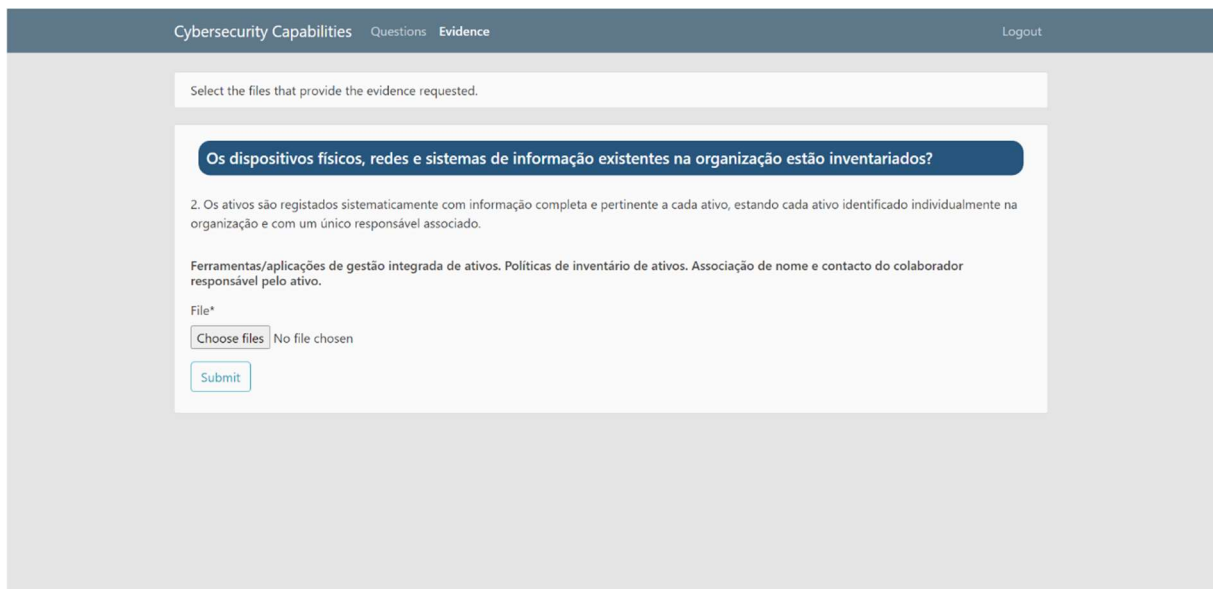 Cybersecurity Capabilities Questions Evidence Logout
Select the files that provide the evidence requested.
Os dispositivos físicos, redes e sistemas de informação existentes na organização estão inventariados?
2. Os ativos são registados sistematicamente com informação completa e pertinente a cada ativo, estando cada ativo identificado individualmente na
organização e com um único responsável associado.
Ferramentas/aplicações de gestão integrada de ativos. Políticas de inventário de ativos. Associação de nome e contacto do colaborador
responsável pelo ativo.
File*
Choose files No file chosen
Submit